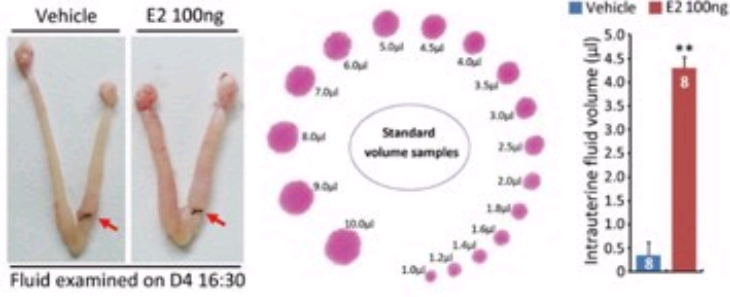 Vehicle
E2 100ng
Fluid examined on D4 16:30
5.0μl
4.5μl
4.0μl
3.5μl
3.0μl
2.5μl
2.0μl
1.8μl
1.6μl
1.4μl
1.2μl
1.0μl
10.0μl
9.0μl
8.0μl
7.0μl
6.0μl
Standard
volume samples
Vehicle
E2 100ng
Intrauterine fluid volume (μl)
5.0
4.5
4.0
3.5
3.0
2.5
2.0
1.5
1.0
0.5
0
**
8
8